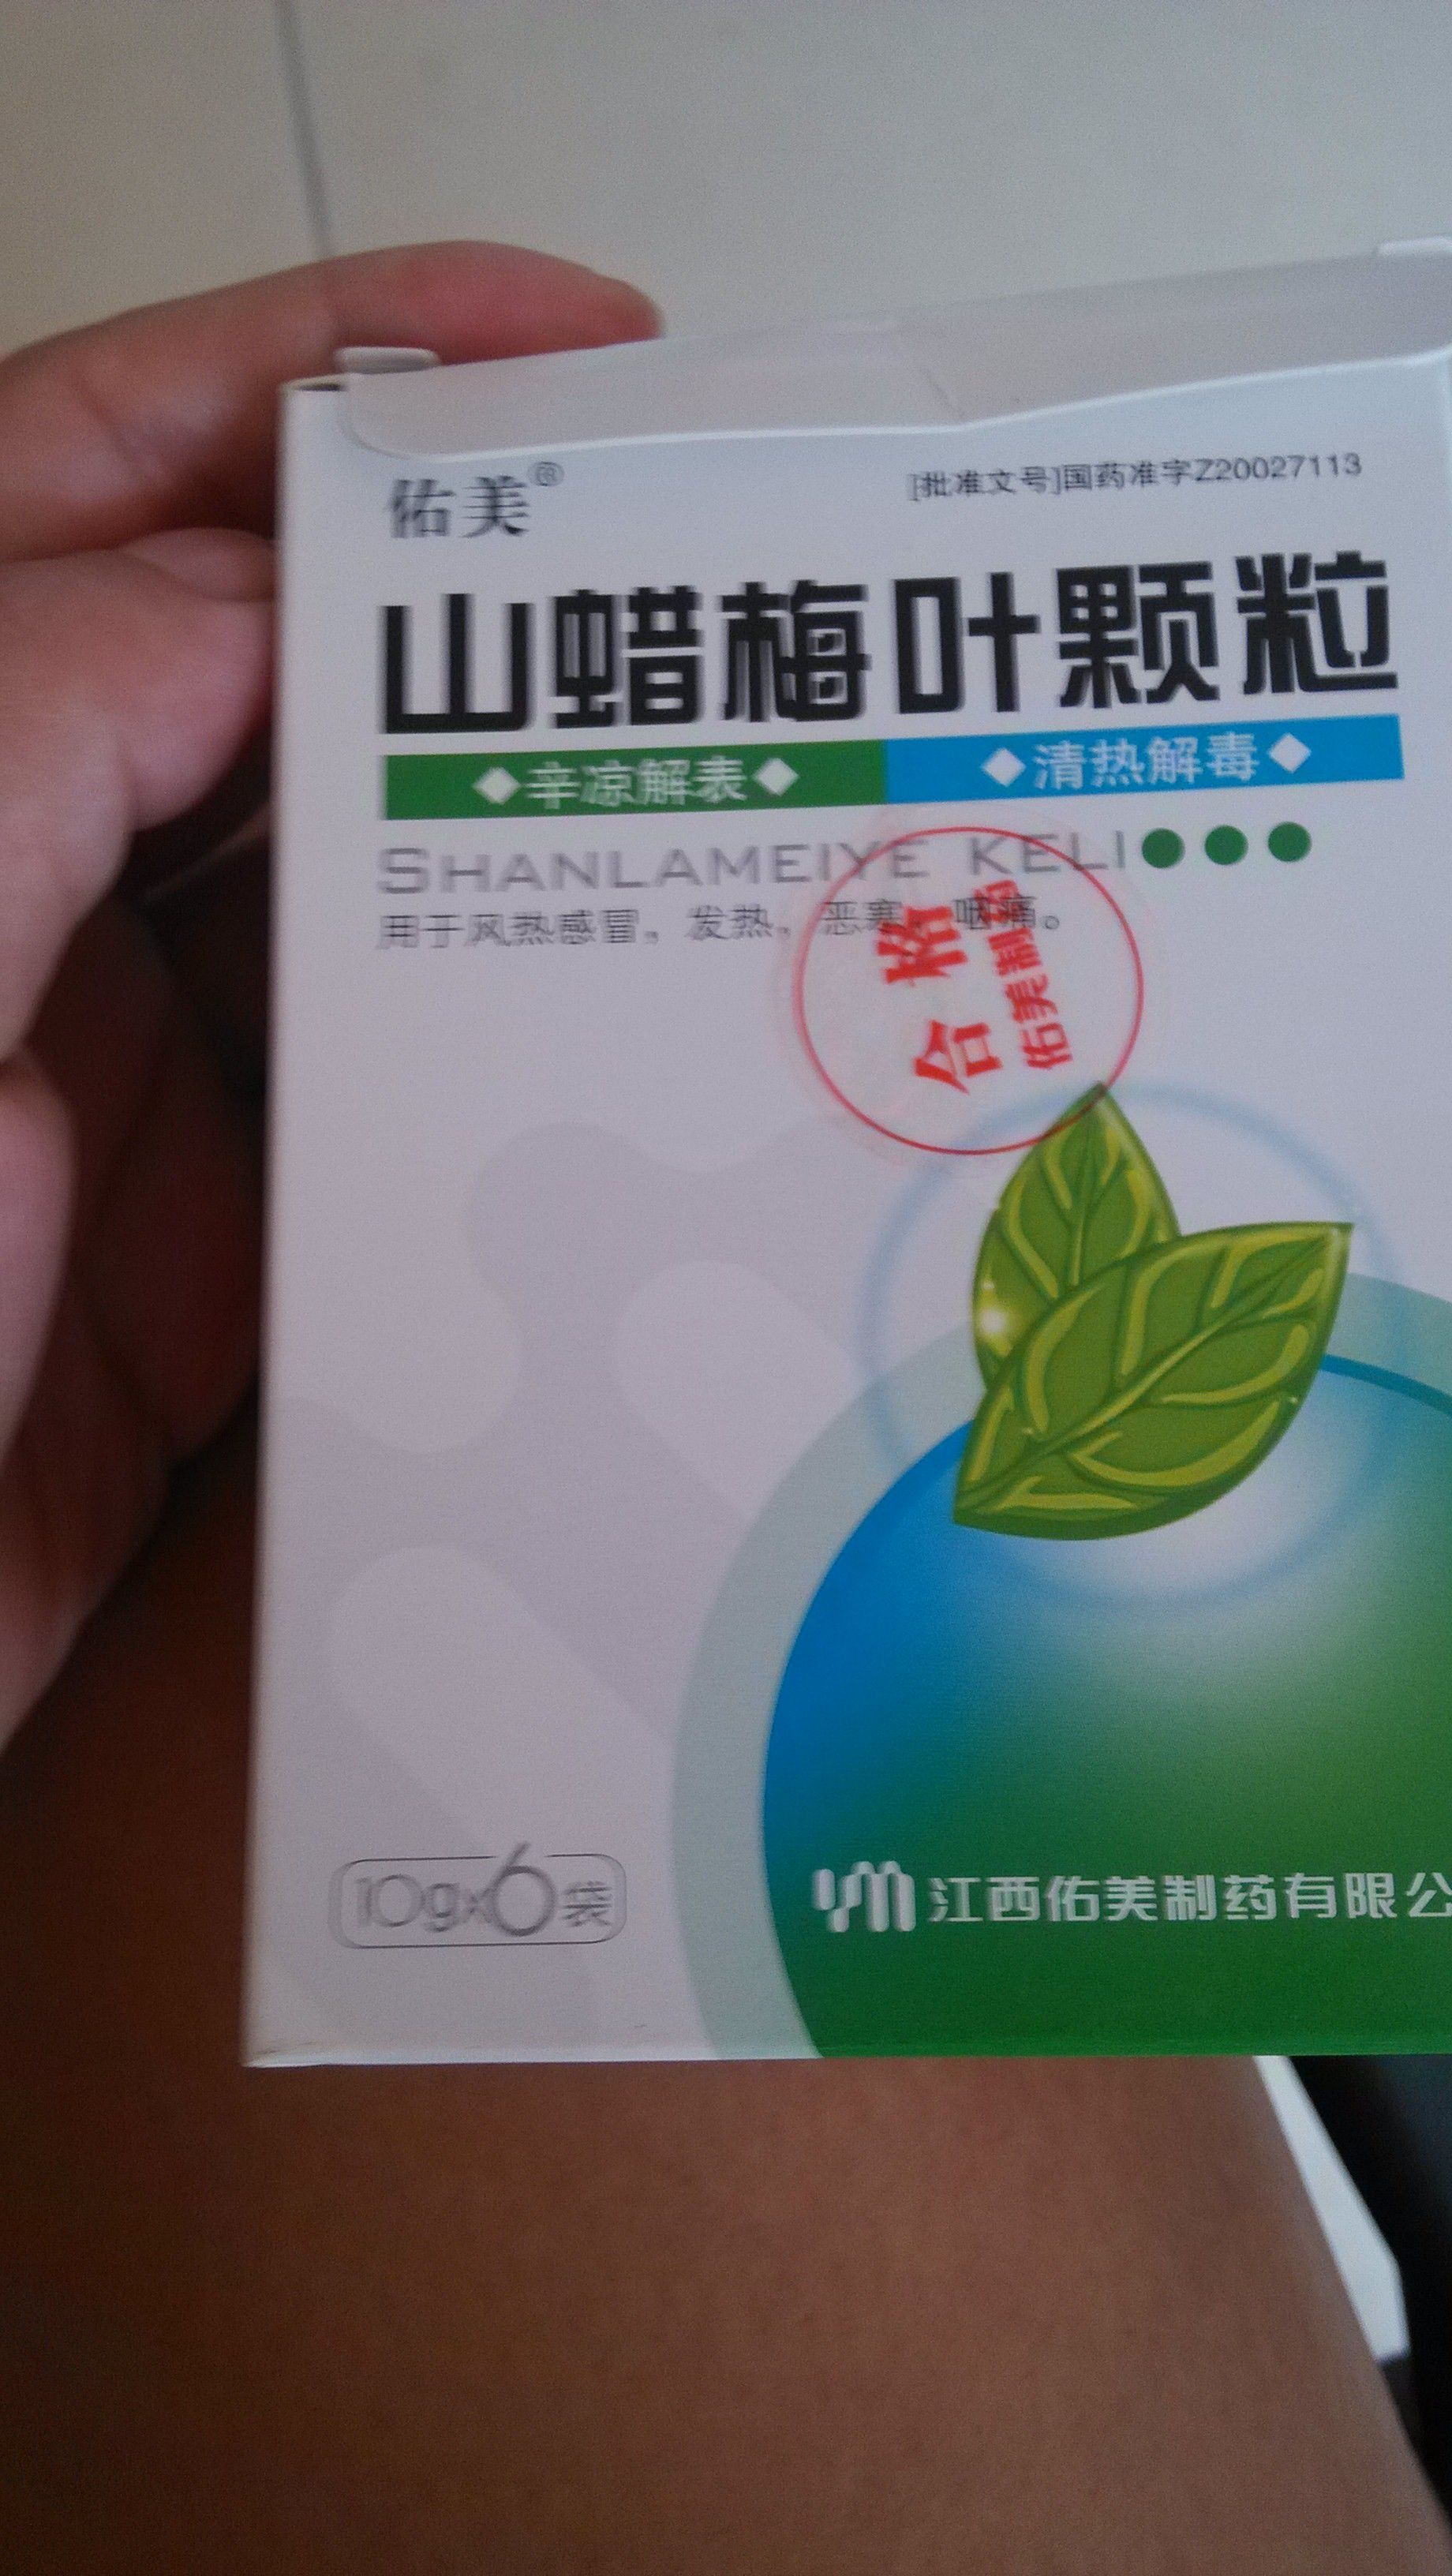 佑美®
[批准文号]国药准字Z20027113
山蜡梅叶颗粒
◆辛凉解表◆ ◆清热解毒◆
SHANLAMEIYE KELI
用于风热感冒，发热，恶寒，咽痛。
合格
佑美制药
10g×6袋
江西佑美制药有限公